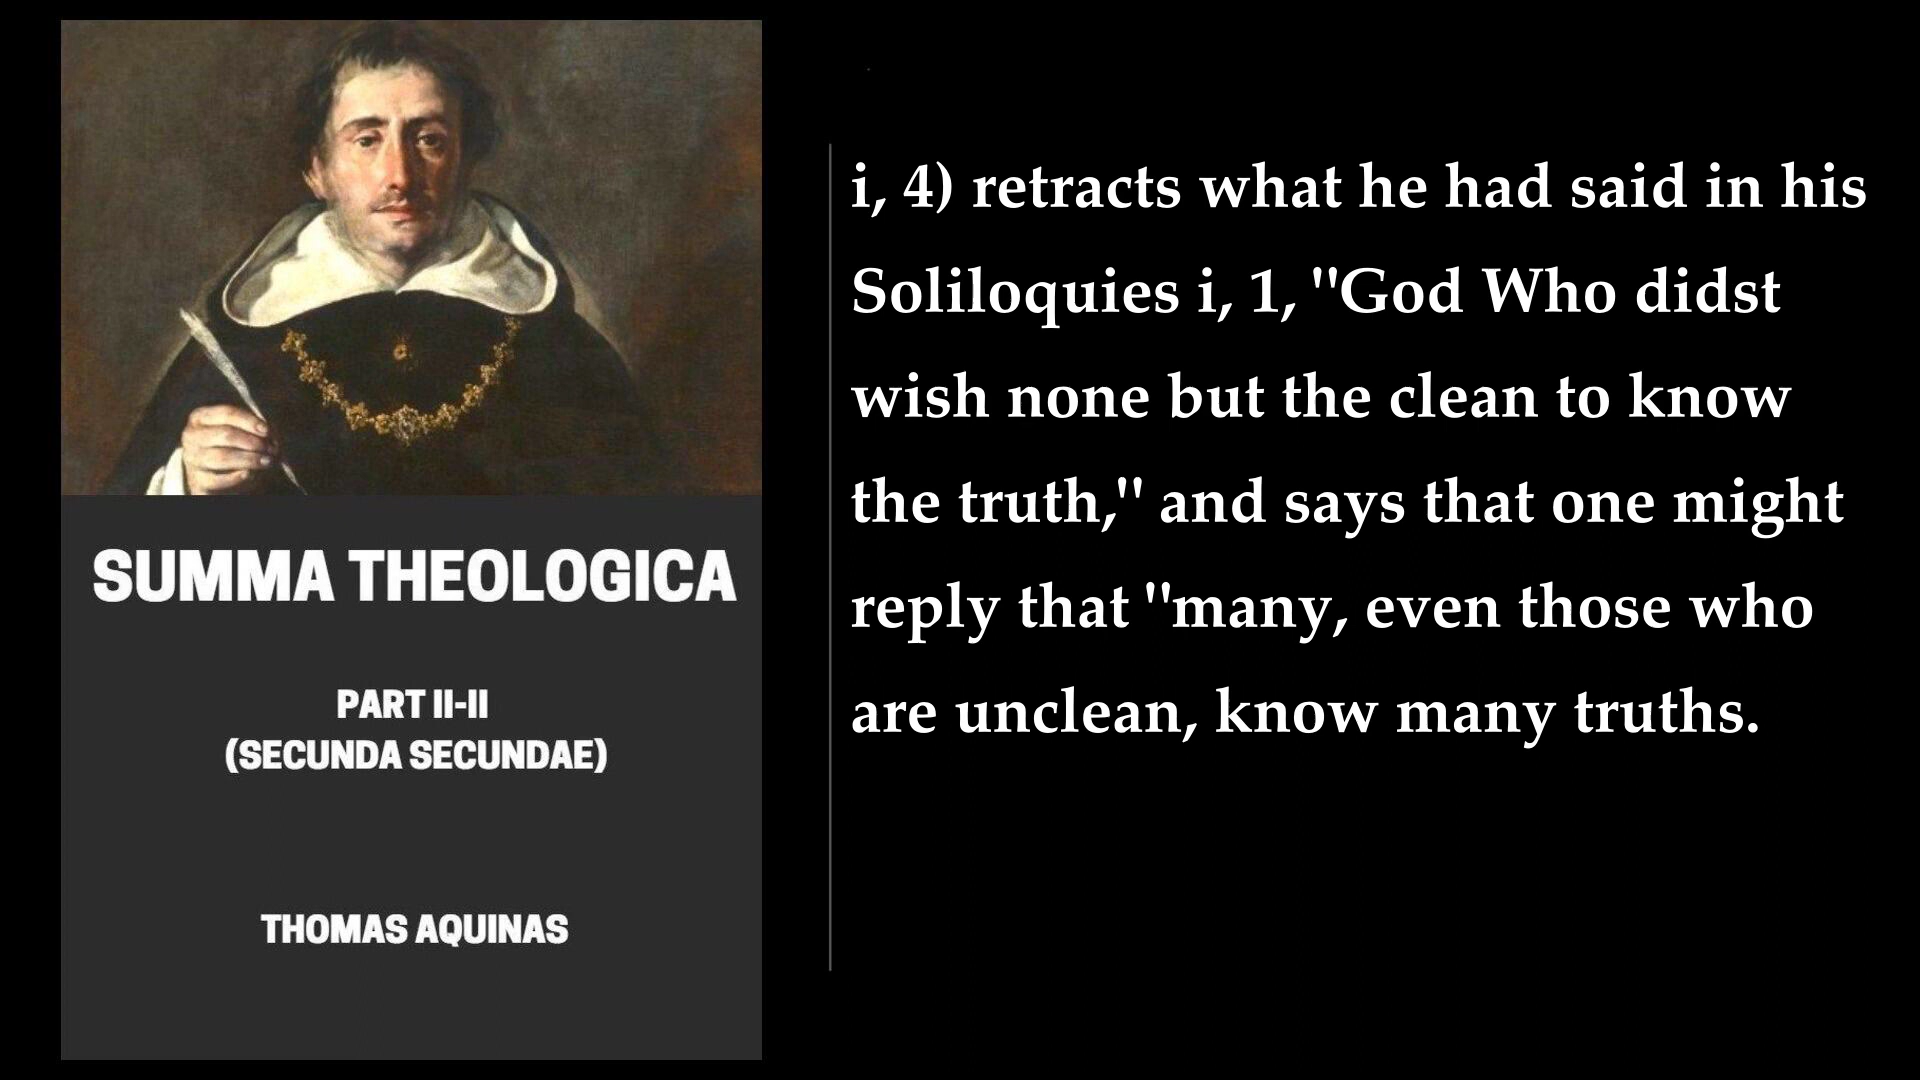 SUMMA THEOLOGICA
PART II-II
(SECUNDA SECUNDAE)
THOMAS AQUINAS
i, 4) retracts what he had said in his
Soliloquies i, 1, "God Who didst
wish none but the clean to know
the truth," and says that one might
reply that "many, even those who
are unclean, know many truths.